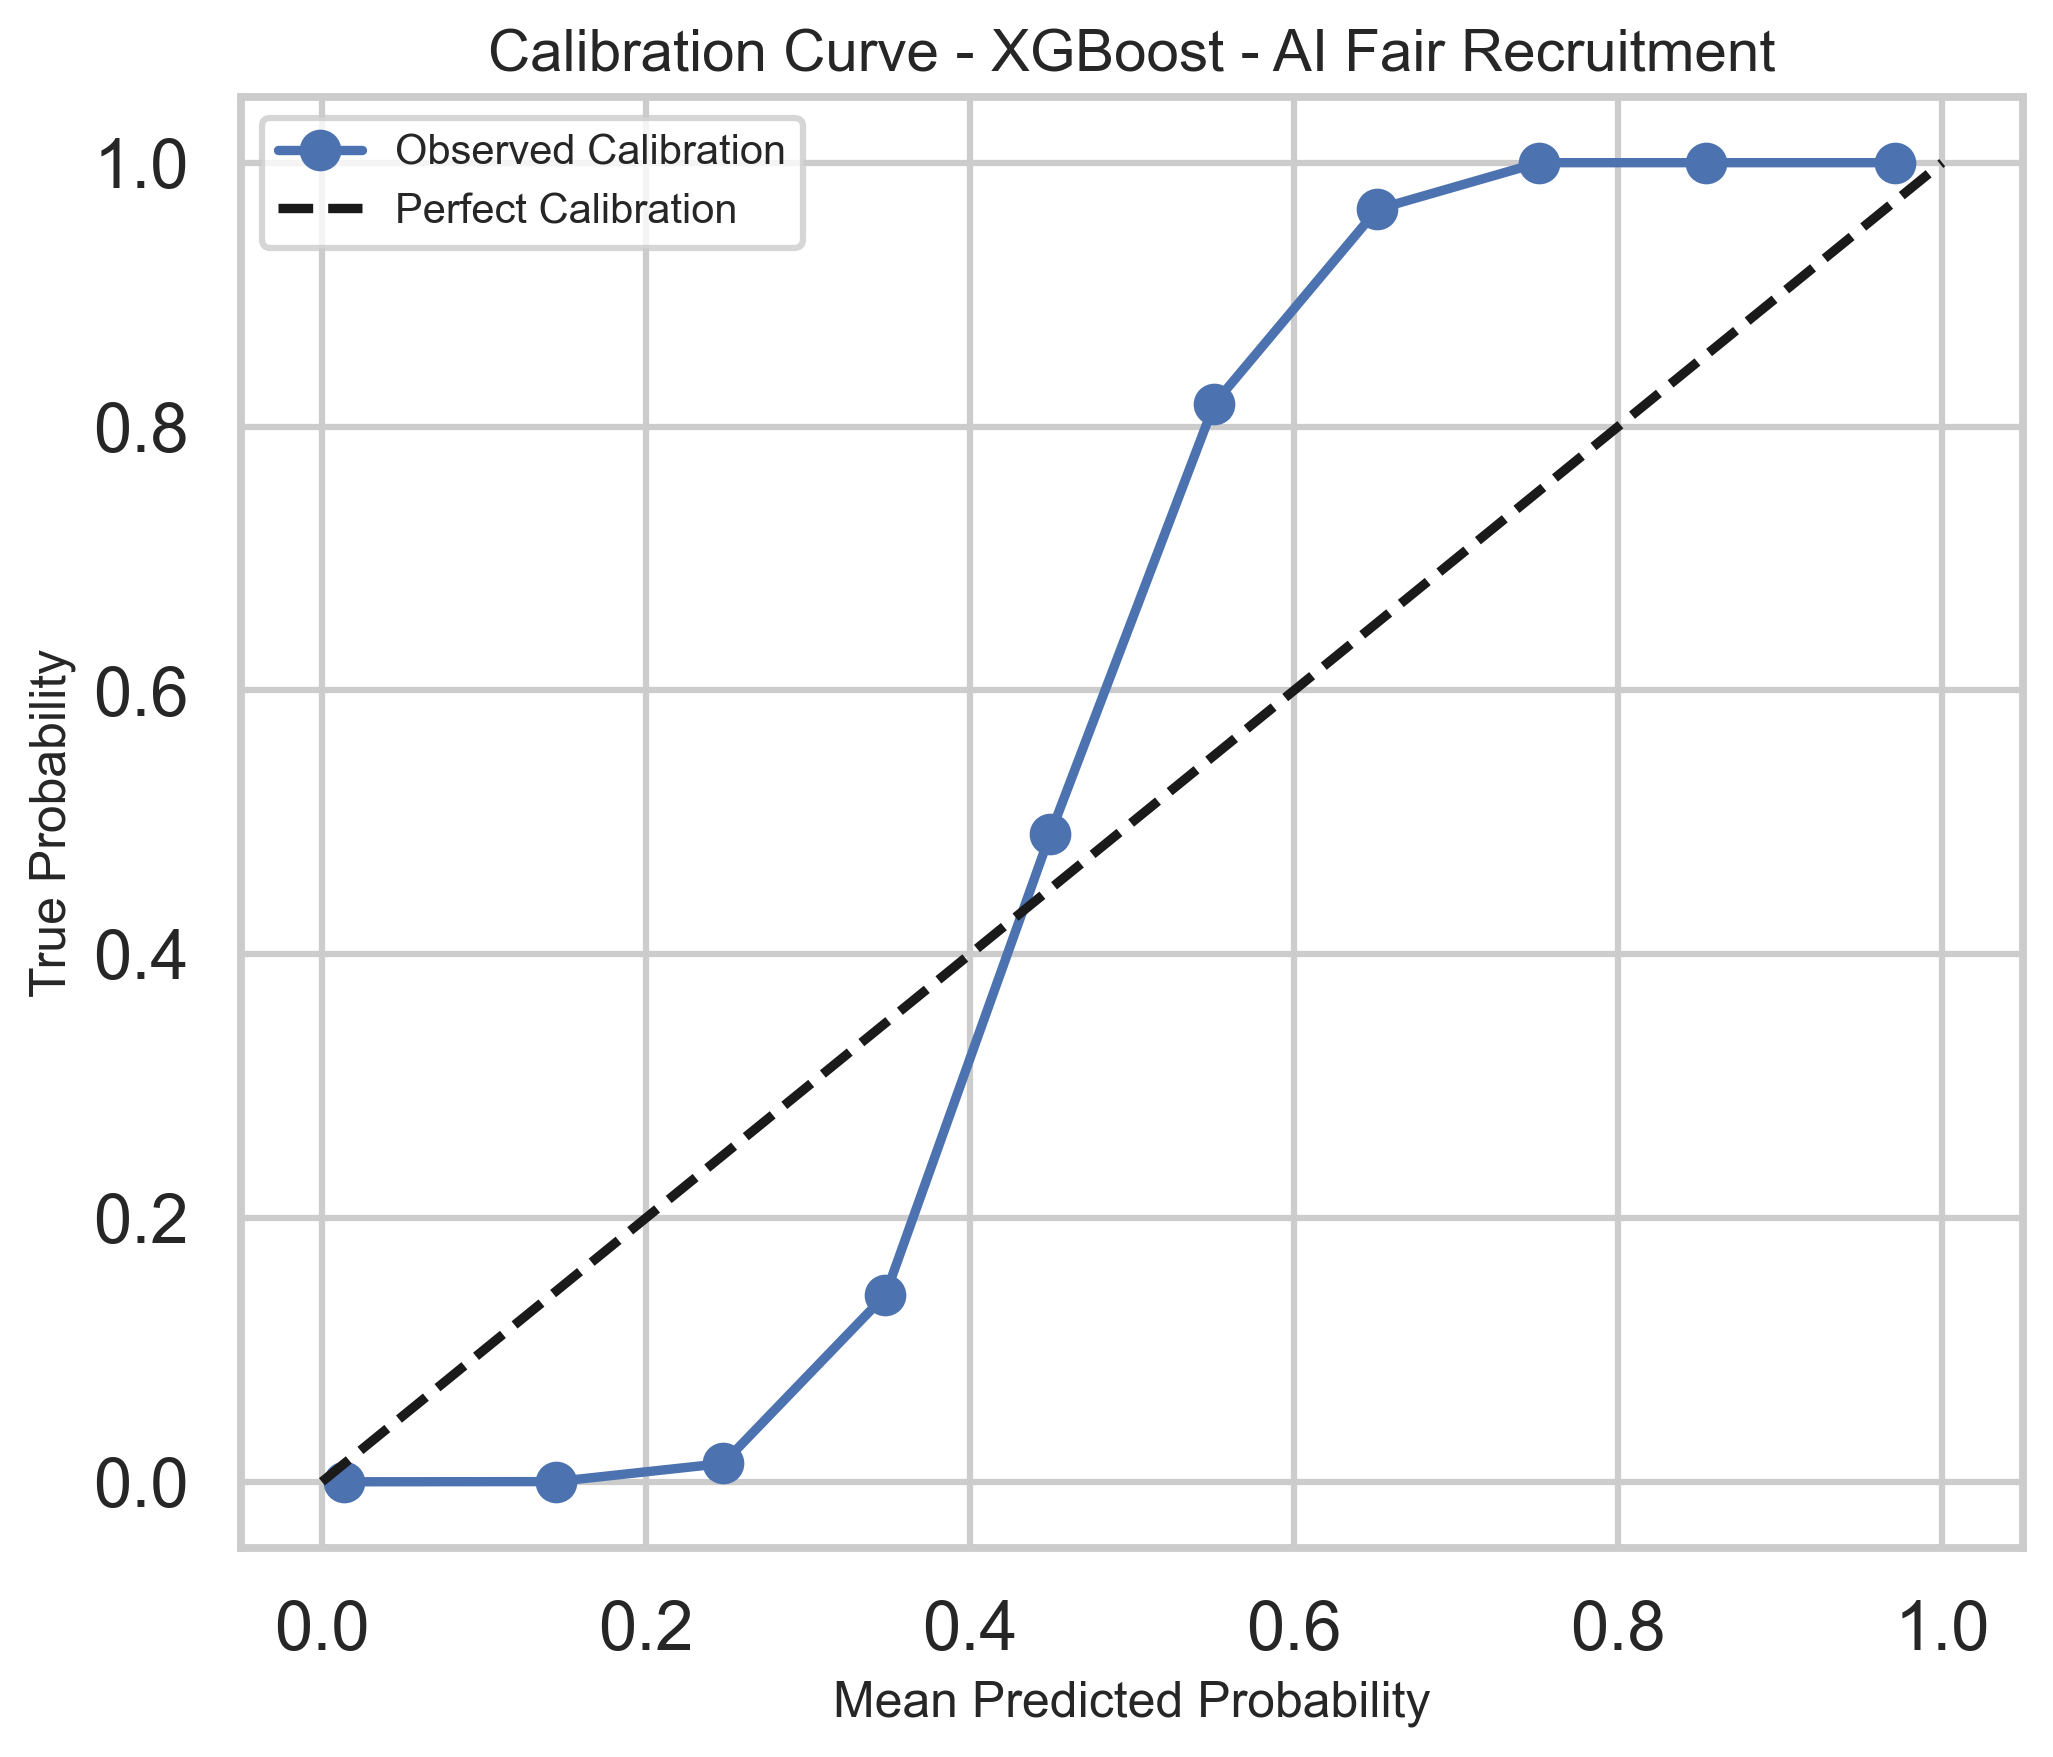 Calibration Curve - XGBoost - AI Fair Recruitment
Observed Calibration
Perfect Calibration
1.0
0.8
0.6
0.4
0.2
0.0
True Probability
0.0 0.2 0.4 0.6 0.8 1.0
Mean Predicted Probability